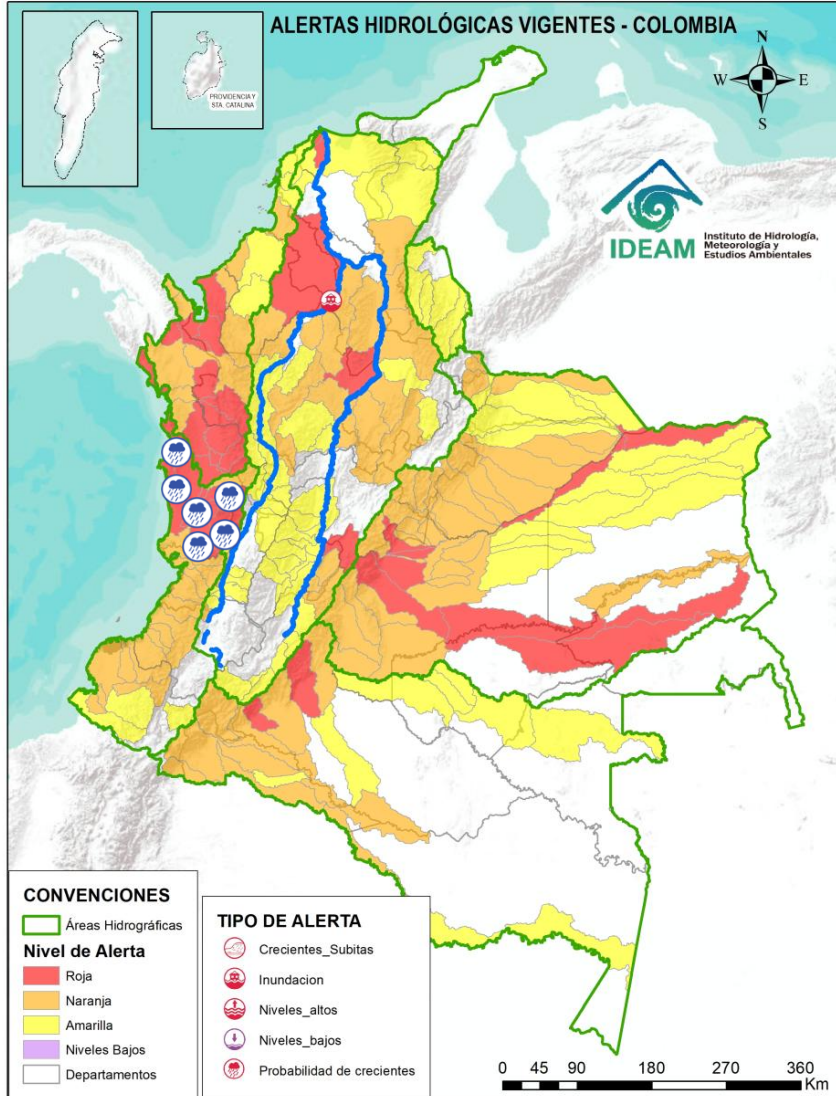 ALERTAS HIDROLÓGICAS VIGENTES - COLOMBIA
PROVIDENCIA Y
STA. CATALINA
N
W
E
S
IDEAM
Instituto de Hidrología,
Meteorología y
Estudios Ambientales
CONVENCIONES
Áreas Hidrográficas
Nivel de Alerta
Roja
Naranja
Amarilla
Niveles Bajos
Departamentos
TIPO DE ALERTA
Crecientes_Subitas
Inundacion
Niveles_altos
Niveles_bajos
Probabilidad de crecientes
0 45 90 180 270 360
Km